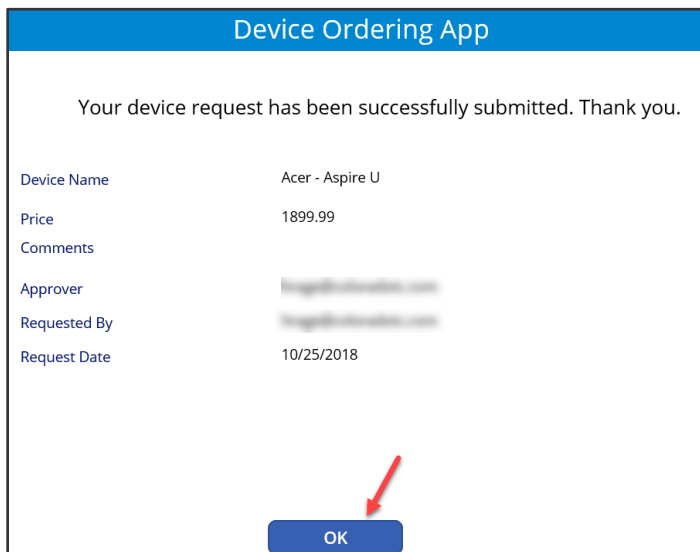 Device Ordering App
Your device request has been successfully submitted. Thank you.
Device Name Acer - Aspire U
Price 1899.99
Comments
Approver
Requested By
Request Date 10/25/2018
OK